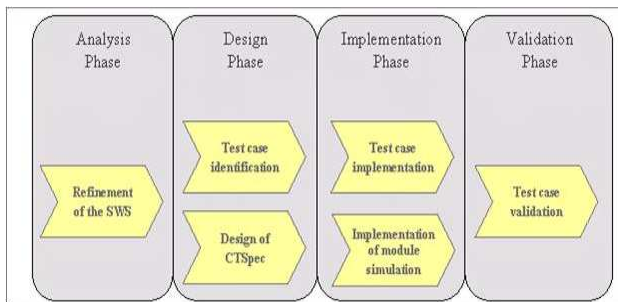 Analysis
Phase
Design
Phase
Implementation
Phase
Validation
Phase
Refinement
of the SWS
Test case
identification
Design of
CTSpec
Test case
implementation
Implementation
of module
simulation
Test case
validation